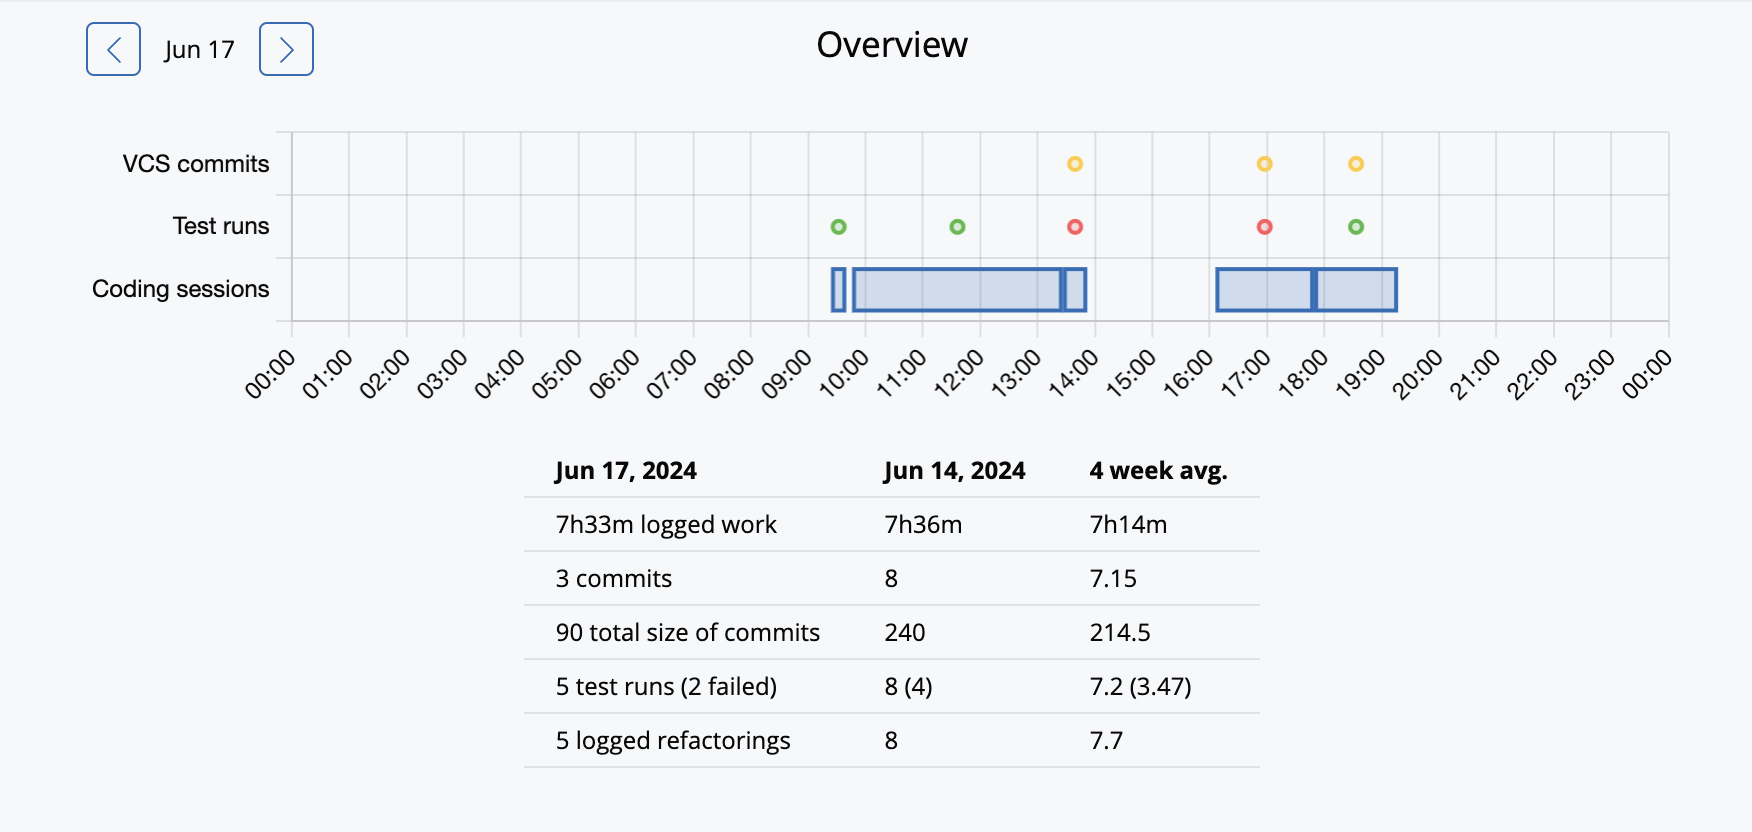 Jun 17
Overview
VCS commits
Test runs
Coding sessions
00:00 01:00 02:00 03:00 04:00 05:00 06:00 07:00 08:00 09:00 10:00 11:00 12:00 13:00 14:00 15:00 16:00 17:00 18:00 19:00 20:00 21:00 22:00 23:00 00:00
Jun 17, 2024 Jun 14, 2024 4 week avg.
7h33m logged work 7h36m 7h14m
3 commits 8 7.15
90 total size of commits 240 214.5
5 test runs (2 failed) 8 (4) 7.2 (3.47)
5 logged refactorings 8 7.7